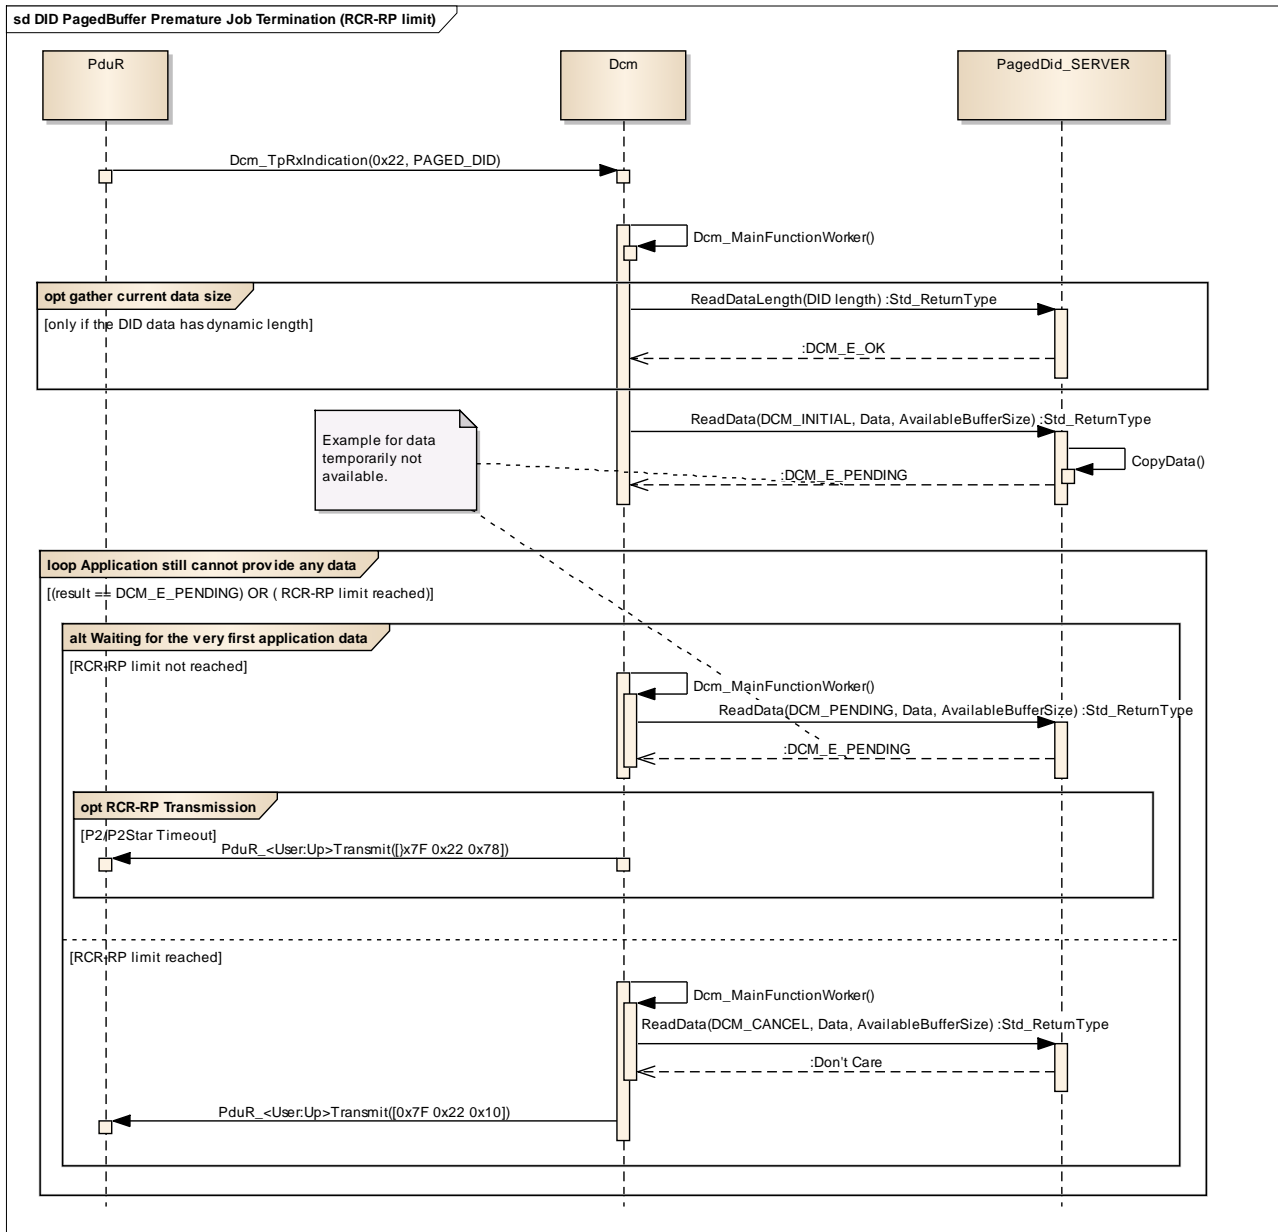 sd DID PagedBuffer Premature Job Termination (RCR-RP limit)
PduR
Dcm
PagedDid_SERVER
Dcm_TpRxIndication(0x22, PAGED_DID)
Dcm_MainFunctionWorker()
opt gather current data size
[only if the DID data has dynamic length]
ReadDataLength(DID length) :Std_ReturnType
:DCM_E_OK
Example for data
temporarily not
available.
ReadData(DCM_INITIAL, Data, AvailableBufferSize) :Std_ReturnType
CopyData()
:DCM_E_PENDING
loop Application still cannot provide any data
[(result == DCM_E_PENDING) OR ( RCR-RP limit reached)]
alt Waiting for the very first application data
[RCR-RP limit not reached]
Dcm_MainFunctionWorker()
ReadData(DCM_PENDING, Data, AvailableBufferSize) :Std_ReturnType
:DCM_E_PENDING
opt RCR-RP Transmission
[P2/P2Star Timeout]
PduR_<User:Up>Transmit([}x7F 0x22 0x78])
[RCR-RP limit reached]
Dcm_MainFunctionWorker()
ReadData(DCM_CANCEL, Data, AvailableBufferSize) :Std_ReturnType
:Don't Care
PduR_<User:Up>Transmit([0x7F 0x22 0x10])